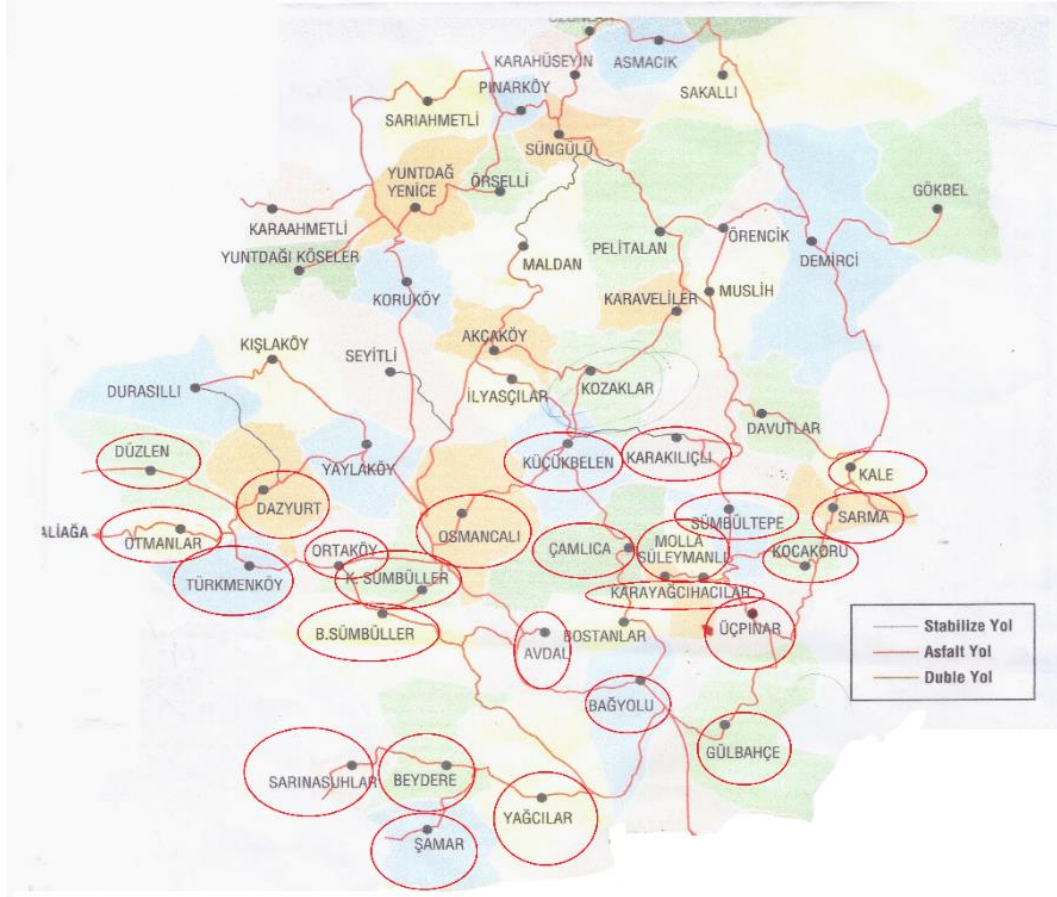 KARAHÜSEYİN
ASMACIK
PINARKÖY
SAKALLI
SARIAHMETLİ
SÜNGÜLÜ
YUNTDAĞ
YENİCE
ÖRSELLİ
GÖKBEL
KARAAHMETLİ
ÖRENCİK
PELİTALAN
YUNTDAĞI KÖSELER
MALDAN
DEMİRCİ
KORUKÖY
KARAVELİLER
MUSLİH
AKÇAKÖY
KIŞLAKÖY
SEYİTLİ
DURASILLI
İLYASÇILAR
KOZAKLAR
DAVUTLAR
DÜZLEN
YAYLAKÖY
KÜÇÜKBELEN
KARAKILIÇLI
KALE
DAZYURT
SARMA
SÜMBÜLTEPE
ALİAĞA
OTMANLAR
ORTAKÖY
OSMANCALI
ÇAMLICA
MOLLA
SÜLEYMANLI
KOCAKORU
TÜRKMENKÖY
K. SÜMBÜLLER
KARAYAĞCIHACILAR
B.SÜMBÜLLER
AVDAL
BOSTANLAR
ÜÇPINAR
Stabilize Yol
Asfalt Yol
Duble Yol
BAĞYOLU
GÜLBAHÇE
SARINASUHLAR
BEYDERE
YAĞCILAR
ŞAMAR